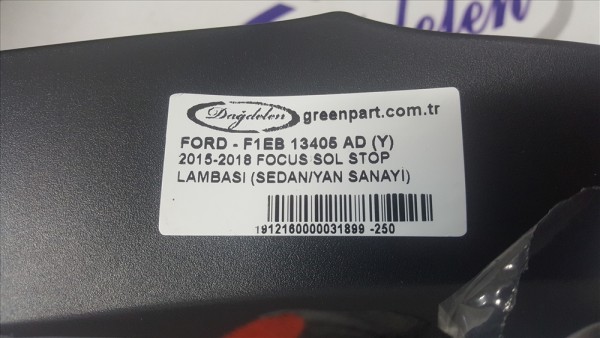 Dağdelen
Dağdelen greenpart.com.tr
FORD - F1EB 13405 AD (Y)
2015-2018 FOCUS SOL STOP
LAMBASI (SEDAN/YAN SANAYİ)
1912160000031899 -250